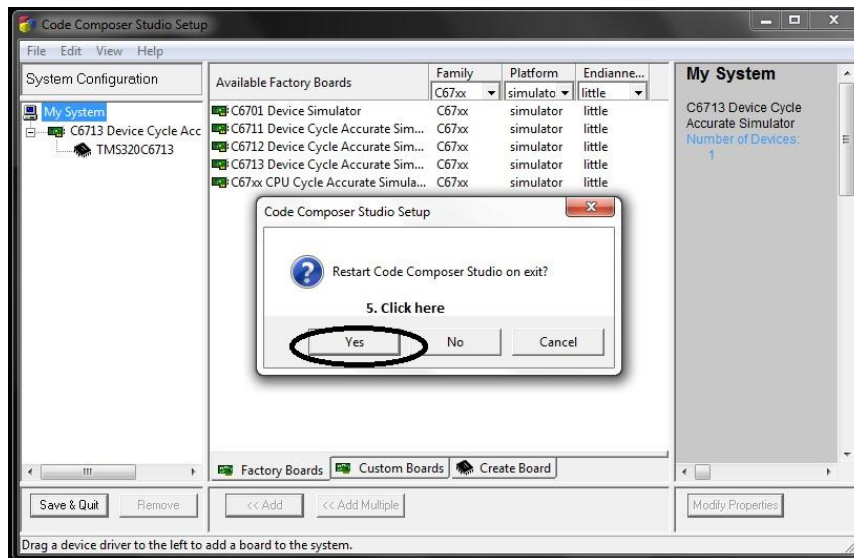 Code Composer Studio Setup
File Edit View Help
System Configuration
My System
C6713 Device Cycle Acc
TMS320C6713
Available Factory Boards Family Platform Endianne...
C67xx simulato little
C6701 Device Simulator C67xx simulator little
C6711 Device Cycle Accurate Sim... C67xx simulator little
C6712 Device Cycle Accurate Sim... C67xx simulator little
C6713 Device Cycle Accurate Sim... C67xx simulator little
C67xx CPU Cycle Accurate Simula... C67xx simulator little
My System
C6713 Device Cycle
Accurate Simulator
Number of Devices:
1
Code Composer Studio Setup
Restart Code Composer Studio on exit?
5. Click here
Yes No Cancel
Factory Boards Custom Boards Create Board
Save & Quit Remove << Add << Add Multiple Modify Properties
Drag a device driver to the left to add a board to the system.